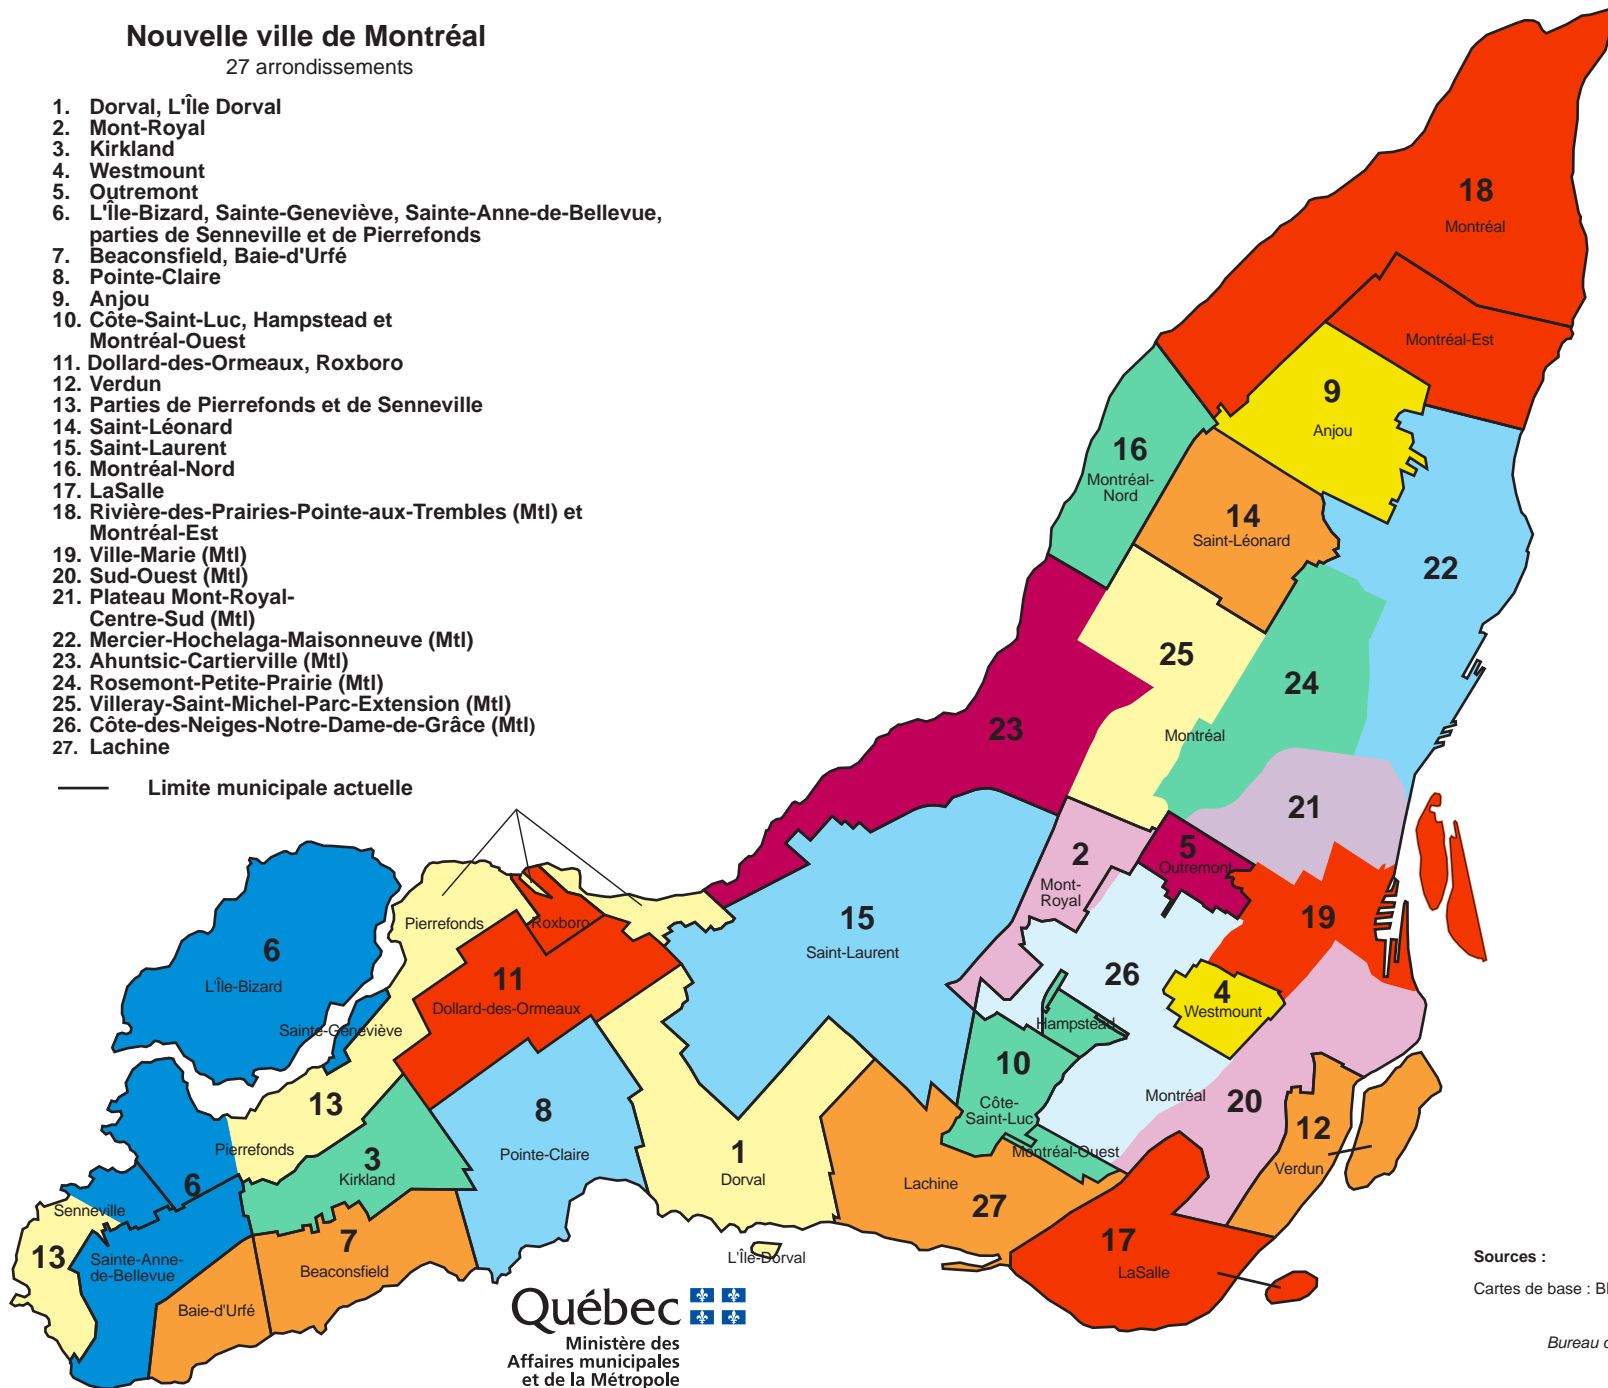 Nouvelle ville de Montréal
27 arrondissements
1. Dorval, L'Île Dorval
2. Mont-Royal
3. Kirkland
4. Westmount
5. Outremont
6. L'Île-Bizard, Sainte-Geneviève, Sainte-Anne-de-Bellevue,
parties de Senneville et de Pierrefonds
7. Beaconsfield, Baie-d'Urfé
8. Pointe-Claire
9. Anjou
10. Côte-Saint-Luc, Hampstead et
Montréal-Ouest
11. Dollard-des-Ormeaux, Roxboro
12. Verdun
13. Parties de Pierrefonds et de Senneville
14. Saint-Léonard
15. Saint-Laurent
16. Montréal-Nord
17. LaSalle
18. Rivière-des-Prairies-Pointe-aux-Trembles (Mtl) et
Montréal-Est
19. Ville-Marie (Mtl)
20. Sud-Ouest (Mtl)
21. Plateau Mont-Royal-
Centre-Sud (Mtl)
22. Mercier-Hochelaga-Maisonneuve (Mtl)
23. Ahuntsic-Cartierville (Mtl)
24. Rosemont-Petite-Prairie (Mtl)
25. Villeray-Saint-Michel-Parc-Extension (Mtl)
26. Côte-des-Neiges-Notre-Dame-de-Grâce (Mtl)
27. Lachine
Limite municipale actuelle
18
Montréal
Montréal-Est
9
Anjou
16
Montréal-
Nord
14
Saint-Léonard
22
25
24
23
Montréal
21
2
Mont-
Royal
5
Outremont
19
15
Saint-Laurent
26
4
Westmount
Hampstead
10
Côte-
Saint-Luc
Montréal-Ouest
Montréal
20
12
Verdun
Pierrefonds
Roxboro
11
Dollard-des-Ormeaux
6
L'Île-Bizard
Sainte-Geneviève
13
Pierrefonds
3
Kirkland
8
Pointe-Claire
1
Dorval
Lachine
27
17
LaSalle
6
Senneville
13
Sainte-Anne-
de-Bellevue
7
Beaconsfield
Baie-d'Urfé
L'Île-Dorval
Québec
Ministère des
Affaires municipales
et de la Métropole
Sources :
Cartes de base :
Bureau